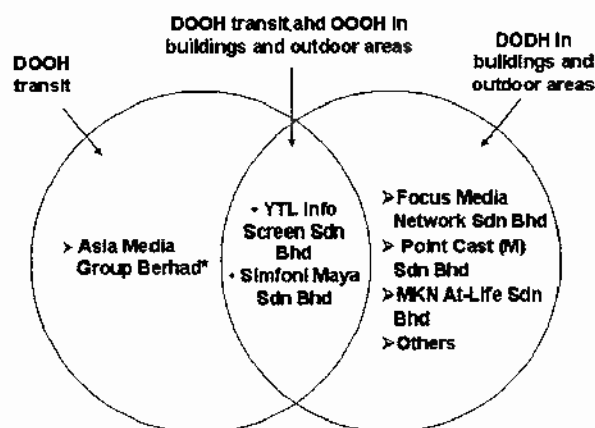 DOOH transit,ahd OOOH in
buildings and outdoor areas
DOOH
transit
DODH in
buildings and
outdoor areas
➢ Asia Media
Group Berhad*
• YTL Info
Screen Sdn
Bhd
• Simfoni Maya
Sdn Bhd
➢Focus Media
Network Sdn Bhd
➢ Point Cast (M)
Sdn Bhd
➢MKN At-Life Sdn
Bhd
➢Others